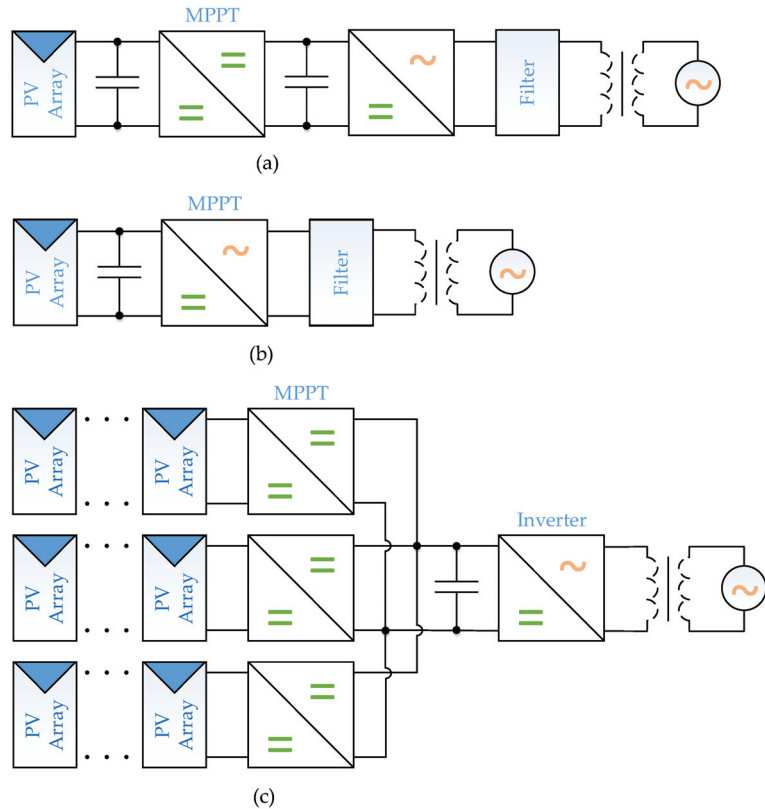 MPPT
PV
Array
Filter
(a)
MPPT
PV
Array
Filter
(b)
MPPT
PV
Array
PV
Array
Inverter
PV
Array
PV
Array
PV
Array
PV
Array
(c)